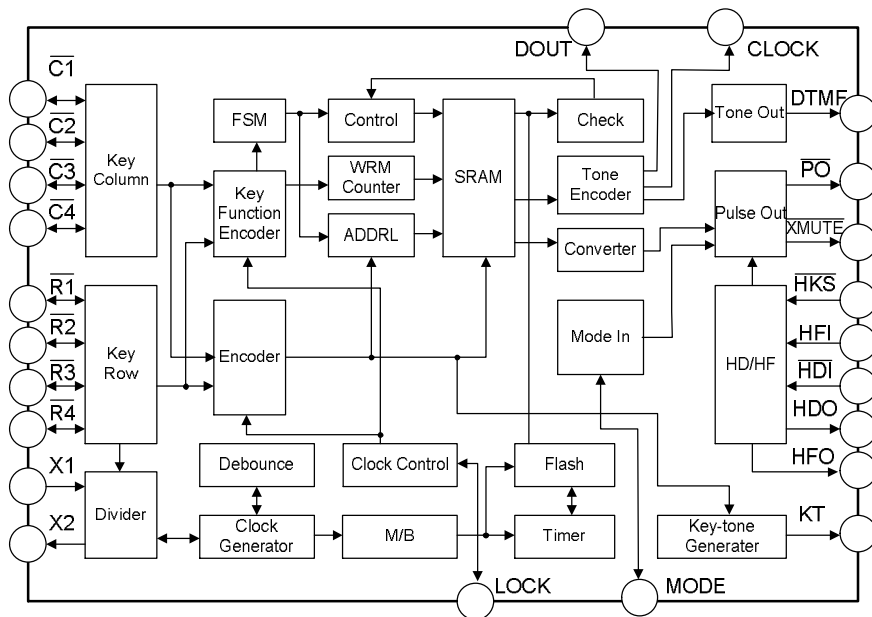 DOUT
CLOCK
C1
C2
C3
C4
Key
Column
FSM
Control
SRAM
Check
Tone Out
DTMF
WRM
Counter
Key
Function
Encoder
Tone
Encoder
Pulse Out
PO
XMUTE
ADDRL
Converter
R1
R2
R3
R4
Key
Row
Encoder
Mode In
HD/HF
HKS
HFI
HDI
HDO
HFO
X1
X2
Divider
Debounce
Clock Control
Flash
Clock
Generator
M/B
Timer
Key-tone
Generater
KT
LOCK
MODE